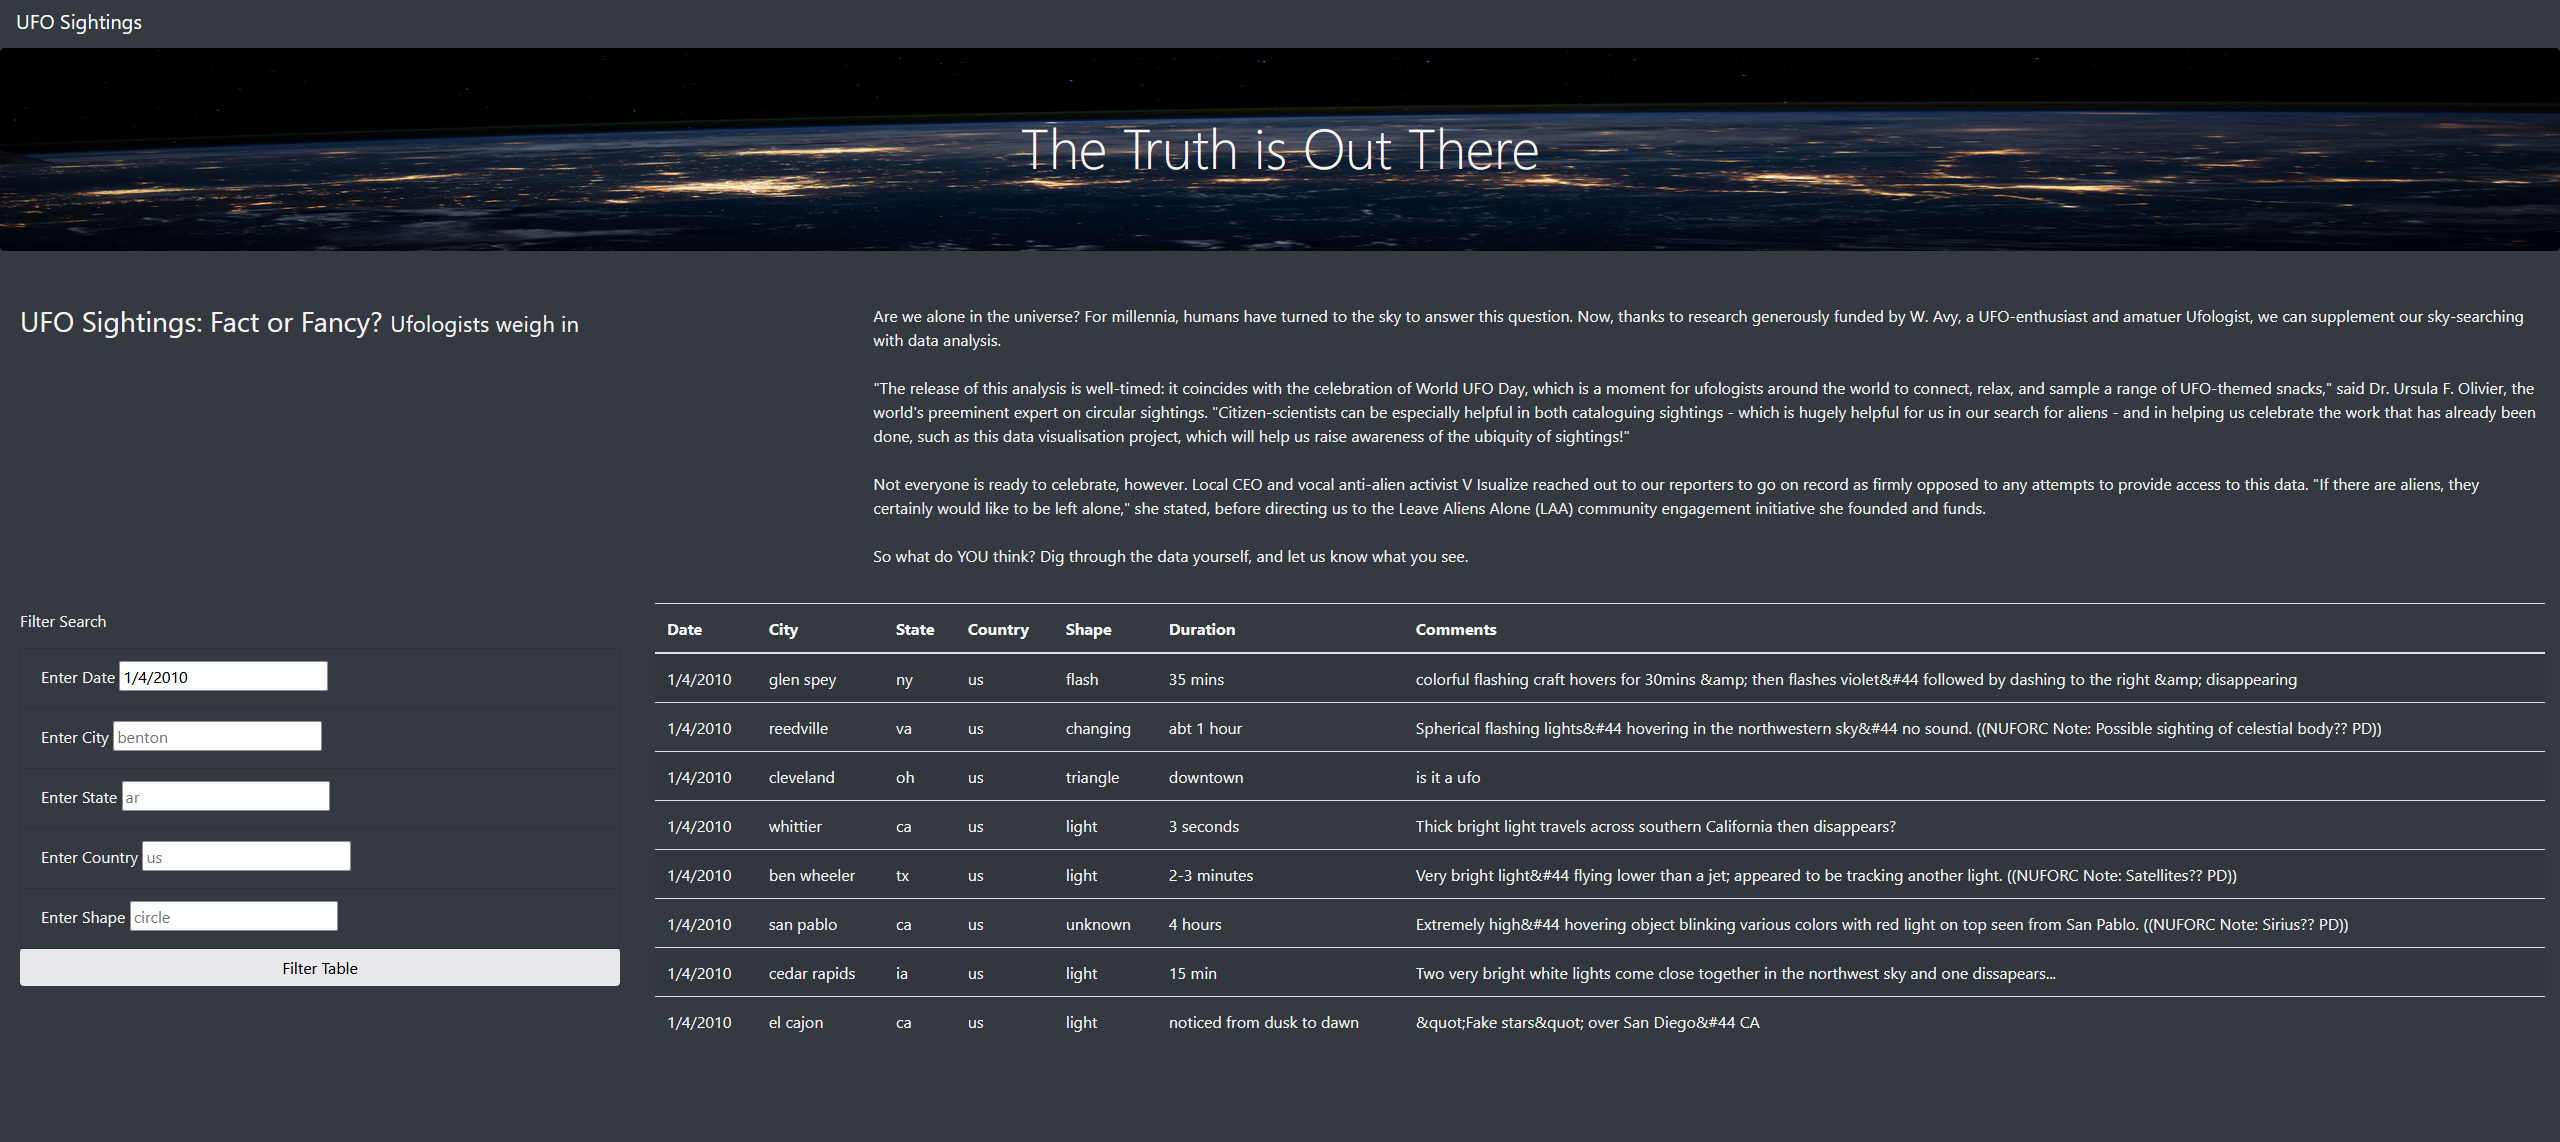 UFO Sightings
The Truth is Out There
UFO Sightings: Fact or Fancy? Ufologists weigh in
Are we alone in the universe? For millennia, humans have turned to the sky to answer this question. Now, thanks to research generously funded by W. Avy, a UFO-enthusiast and amatuer Ufologist, we can supplement our sky-searching
with data analysis.
"The release of this analysis is well-timed: it coincides with the celebration of World UFO Day, which is a moment for ufologists around the world to connect, relax, and sample a range of UFO-themed snacks," said Dr. Ursula F. Olivier, the
world's preeminent expert on circular sightings. "Citizen-scientists can be especially helpful in both cataloguing sightings - which is hugely helpful for us in our search for aliens - and in helping us celebrate the work that has already been
done, such as this data visualisation project, which will help us raise awareness of the ubiquity of sightings!"
Not everyone is ready to celebrate, however. Local CEO and vocal anti-alien activist V Isualize reached out to our reporters to go on record as firmly opposed to any attempts to provide access to this data. "If there are aliens, they
certainly would like to be left alone," she stated, before directing us to the Leave Aliens Alone (LAA) community engagement initiative she founded and funds.
So what do YOU think? Dig through the data yourself, and let us know what you see.
Filter Search
Enter Date 1/4/2010
Enter City benton
Enter State ar
Enter Country us
Enter Shape circle
Filter Table
Date City State Country Shape Duration Comments
1/4/2010 glen spey ny us flash 35 mins colorful flashing craft hovers for 30mins &amp; then flashes violet&#44 followed by dashing to the right &amp; disappearing
1/4/2010 reedville va us changing abt 1 hour Spherical flashing lights&#44 hovering in the northwestern sky&#44 no sound. ((NUFORC Note: Possible sighting of celestial body?? PD))
1/4/2010 cleveland oh us triangle downtown is it a ufo
1/4/2010 whittier ca us light 3 seconds Thick bright light travels across southern California then disappears?
1/4/2010 ben wheeler tx us light 2-3 minutes Very bright light&#44 flying lower than a jet; appeared to be tracking another light. ((NUFORC Note: Satellites?? PD))
1/4/2010 san pablo ca us unknown 4 hours Extremely high&#44 hovering object blinking various colors with red light on top seen from San Pablo. ((NUFORC Note: Sirius?? PD))
1/4/2010 cedar rapids ia us light 15 min Two very bright white lights come close together in the northwest sky and one dissapears...
1/4/2010 el cajon ca us light noticed from dusk to dawn &quot;Fake stars&quot; over San Diego&#44 CA